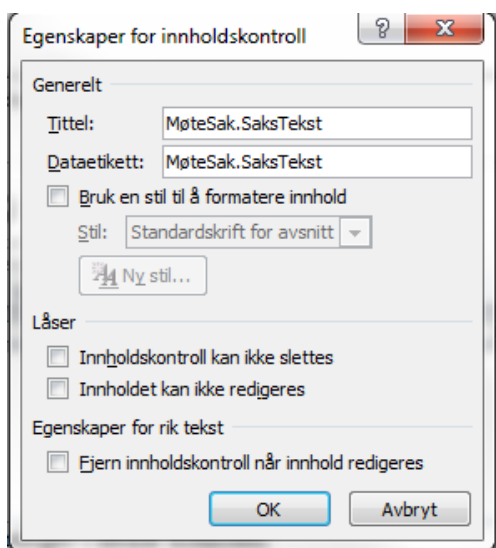 Egenskaper for innholdskontroll
Generelt
Tittel: MøteSak.SaksTekst
Dataetikett: MøteSak.SaksTekst
Bruk en stil til å formatere innhold
Stil: Standardskrift for avsnitt
Ny stil...
Låser
Innholdskontroll kan ikke slettes
Innholdet kan ikke redigeres
Egenskaper for rik tekst
Fjern innholdskontroll når innhold redigeres
OK Avbryt